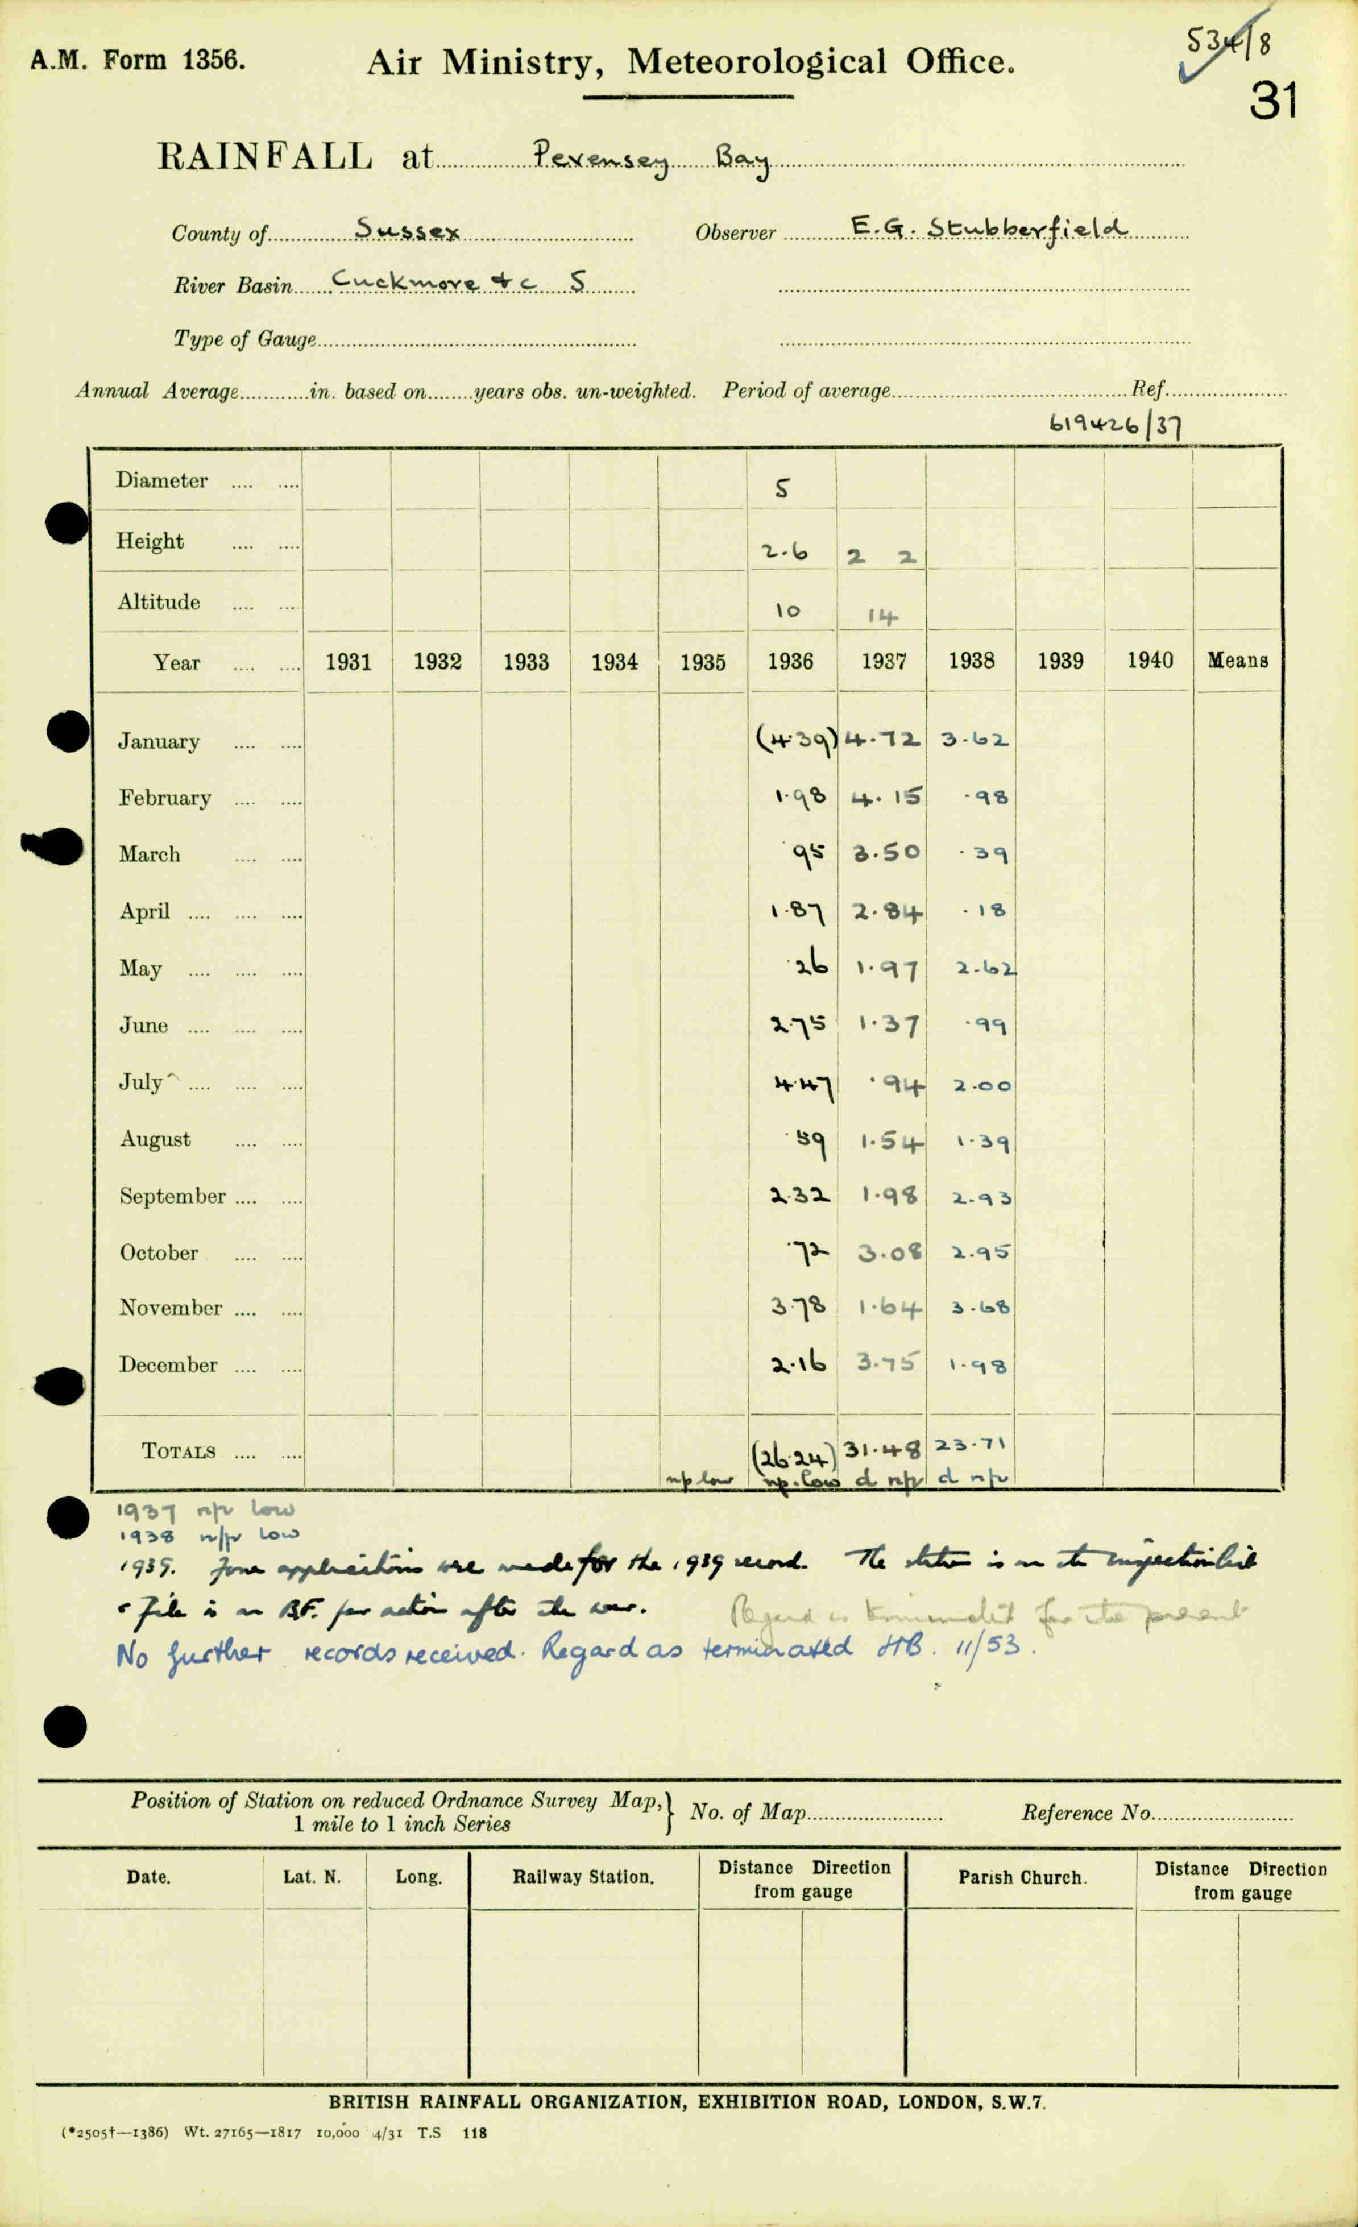 534/8
A.M. Form 1356. Air Ministry, Meteorological Office.
31
RAINFALL at Pevensey Bay
County of Sussex Observer E.G. Stubberfield
River Basin Cuckmore & c S
Type of Gauge
Annual Average in. based on years obs. un-weighted. Period of average Ref.
619426/37
Diameter 5
Height 2.6 2 2
Altitude 10 14
Year 1931 1932 1933 1934 1935 1936 1937 1938 1939 1940 Means
January (4.39) 4.72 3.62
February 1.98 4.15 .98
March .95 3.50 .39
April 1.87 2.84 .18
May .26 1.97 2.62
June 2.75 1.37 .99
July 4.47 .94 2.00
August .59 1.54 1.39
September 2.32 1.98 2.93
October .72 3.08 2.95
November 3.78 1.64 3.68
December 2.16 3.75 1.98
TOTALS (26.24) 31.48 23.71
np low np. low d n/v d n/v
1937 n/v low
1938 n/v low
1939. Four applications were made for the 1939 record. The station is on the inspection list
& file is on B.F. for action after the war. Regard as terminated for the present
No further records received. Regard as terminated HB. 11/53.
Position of Station on reduced Ordnance Survey Map, No. of Map Reference No.
1 mile to 1 inch Series
Date. Lat. N. Long. Railway Station. Distance Direction from gauge Parish Church. Distance Direction from gauge
BRITISH RAINFALL ORGANIZATION, EXHIBITION ROAD, LONDON, S.W.7.
(*2505†—1386) Wt. 27165—1817 10,000 4/31 T.S 118